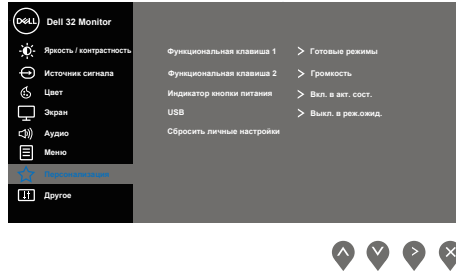 DELL Dell 32 Monitor
Яркость / контрастность
Источник сигнала
Цвет
Экран
Аудио
Меню
Персонализация
Другое
Функциональная клавиша 1 > Готовые режимы
Функциональная клавиша 2 > Громкость
Индикатор кнопки питания > Вкл. в акт. сост.
USB > Выкл. в реж.ожид.
Сбросить личные настройки